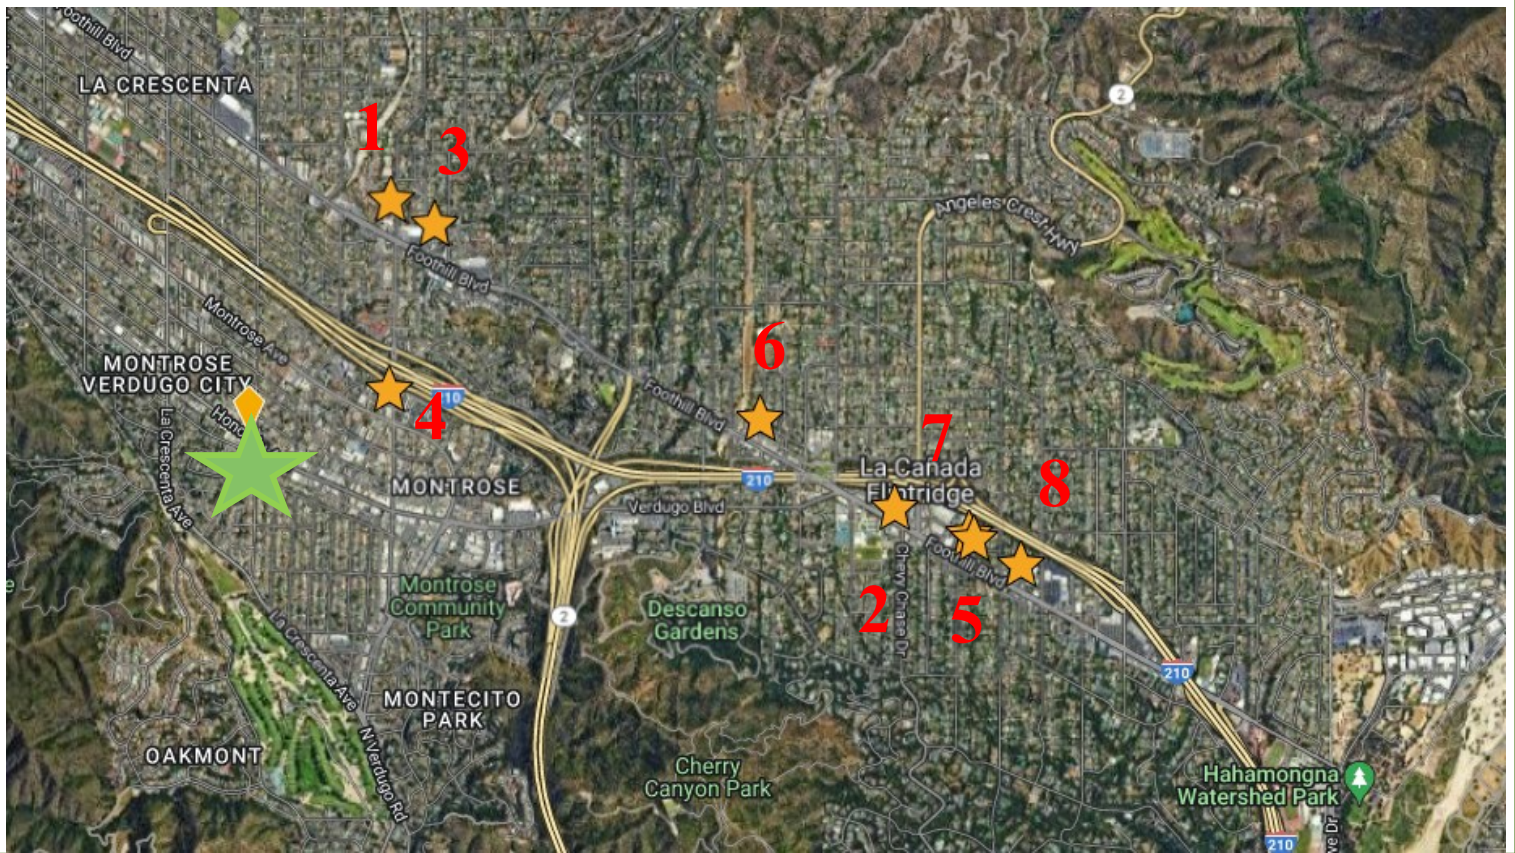 Foothill Blvd
LA CRESCENTA
2
1
3
Angeles Crest Hwy
Foothill Blvd
Montrose Ave
6
MONTROSE
VERDUGO CITY
Foothill Blvd
4
La Crescenta Ave
7
La Cañada
Flintridge
8
210
MONTROSE
Verdugo Blvd
Foothill Blvd
Chevy Chase Dr
2
5
Montrose
Community
Park
Descanso
Gardens
2
La Crescenta Ave
210
MONTECITO
PARK
N Verdugo Rd
OAKMONT
Cherry
Canyon Park
Hahamongna
Watershed Park
210